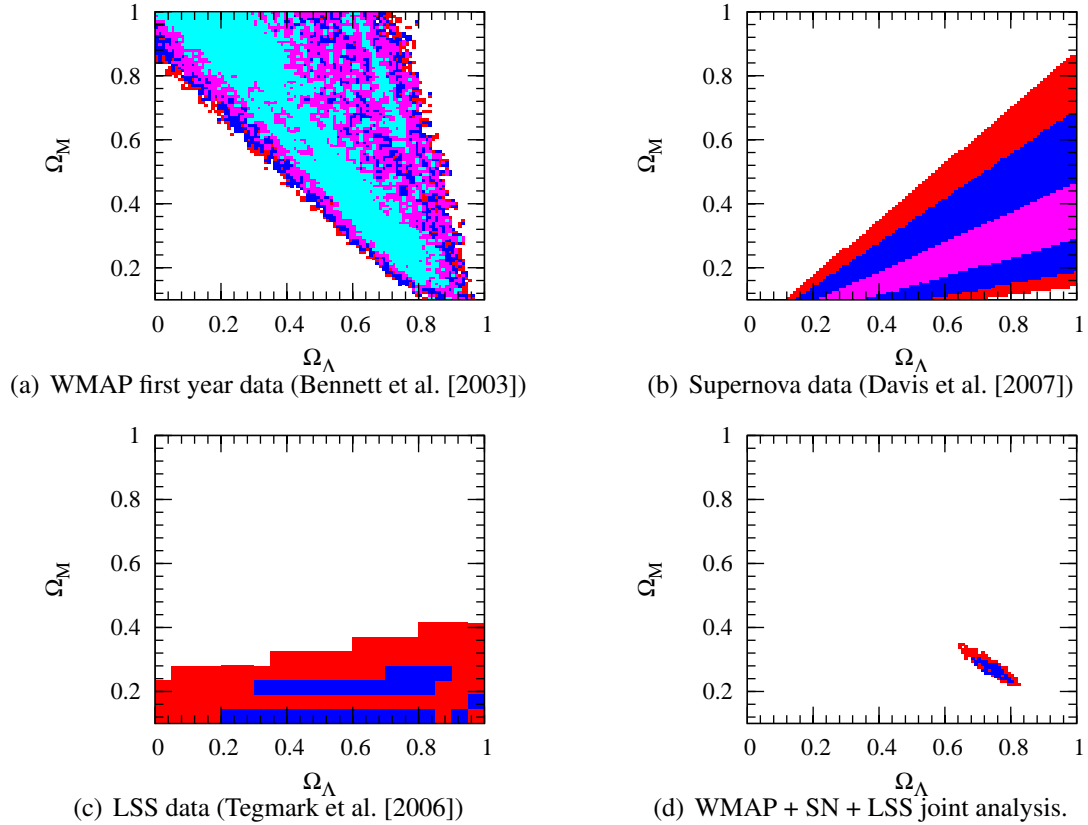 1
0.8
0.6
0.4
0.2
Ω_M
0 0.2 0.4 0.6 0.8 1
Ω_Λ
(a) WMAP first year data (Bennett et al. [2003])
1
0.8
0.6
0.4
0.2
Ω_M
0 0.2 0.4 0.6 0.8 1
Ω_Λ
(b) Supernova data (Davis et al. [2007])
1
0.8
0.6
0.4
0.2
Ω_M
0 0.2 0.4 0.6 0.8 1
Ω_Λ
(c) LSS data (Tegmark et al. [2006])
1
0.8
0.6
0.4
0.2
Ω_M
0 0.2 0.4 0.6 0.8 1
Ω_Λ
(d) WMAP + SN + LSS joint analysis.